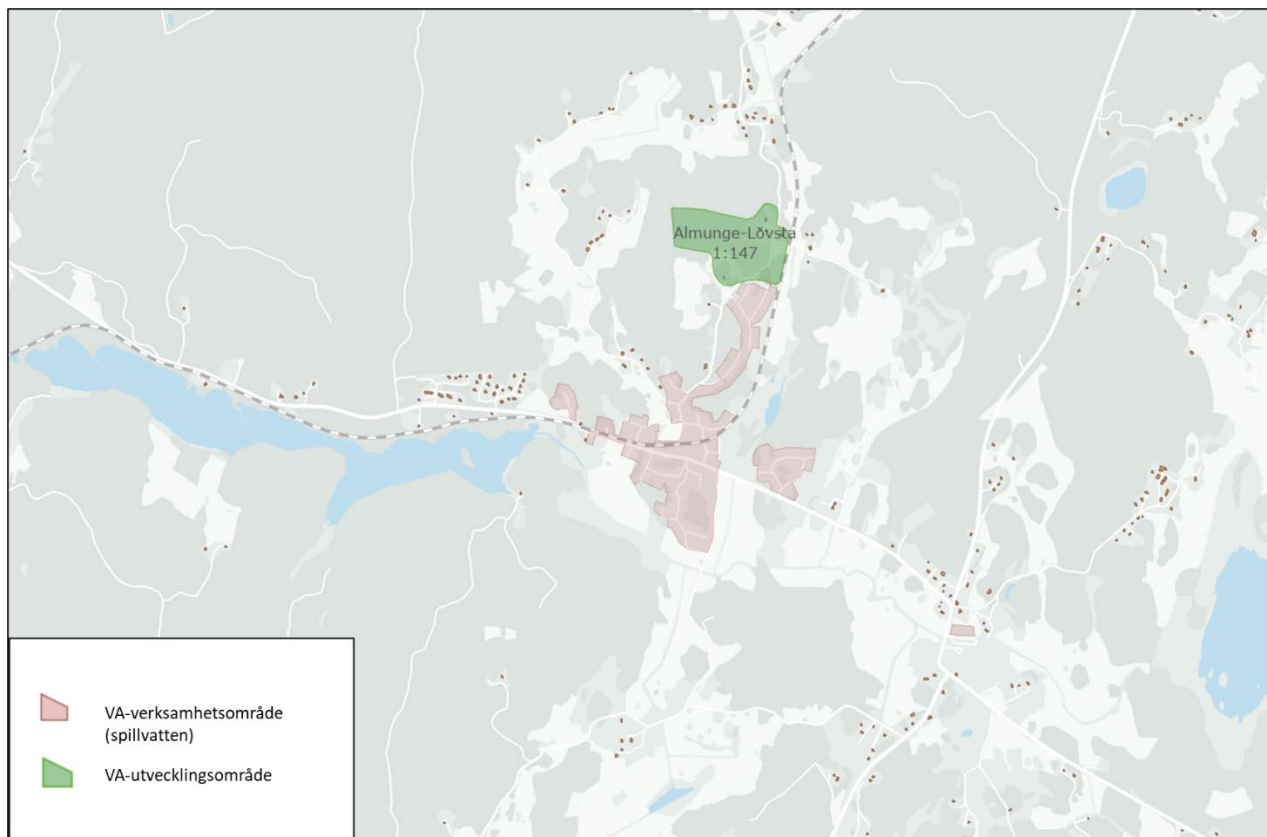 Almunge-Lövsta
1:147
VA-verksamhetsområde
(spillvatten)
VA-utvecklingsområde